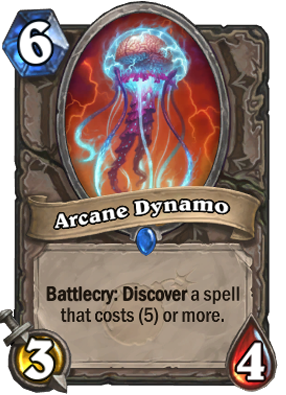 6
Arcane Dynamo
Battlecry: Discover a spell
that costs (5) or more.
3
4